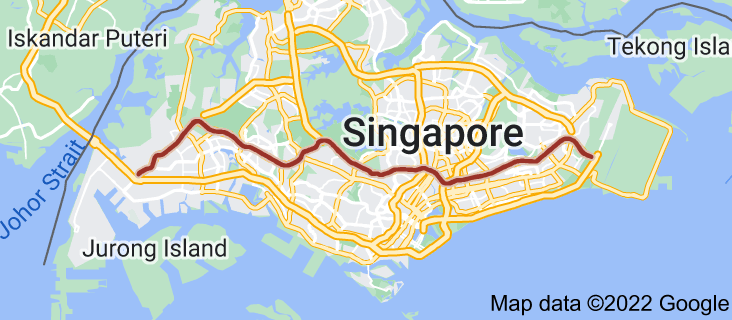 Iskandar Puteri
Tekong Isla
Singapore
Johor Strait
Jurong Island
Map data ©2022 Google